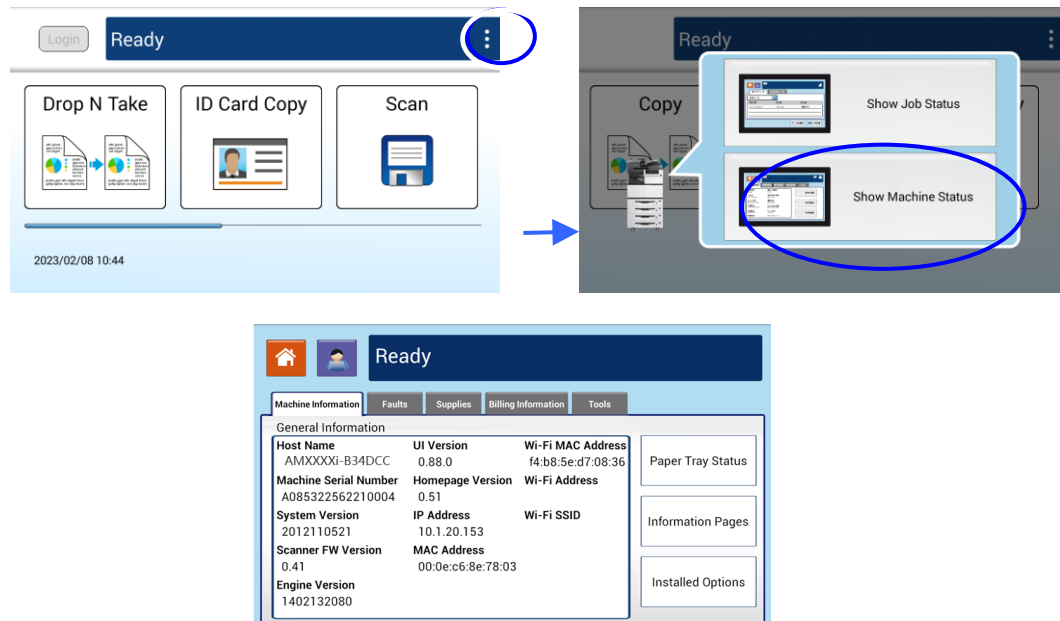 Login Ready
Drop N Take ID Card Copy Scan
2023/02/08 10:44
Ready
Copy y
Show Job Status
Show Machine Status
Ready
Machine Information Faults Supplies Billing Information Tools
General Information
Host Name UI Version Wi-Fi MAC Address
AMXXXXi-B34DCC 0.88.0 f4:b8:5e:d7:08:36
Machine Serial Number Homepage Version Wi-Fi Address
A085322562210004 0.51
System Version IP Address Wi-Fi SSID
2012110521 10.1.20.153
Scanner FW Version MAC Address
0.41 00:0e:c6:8e:78:03
Engine Version
1402132080
Paper Tray Status
Information Pages
Installed Options